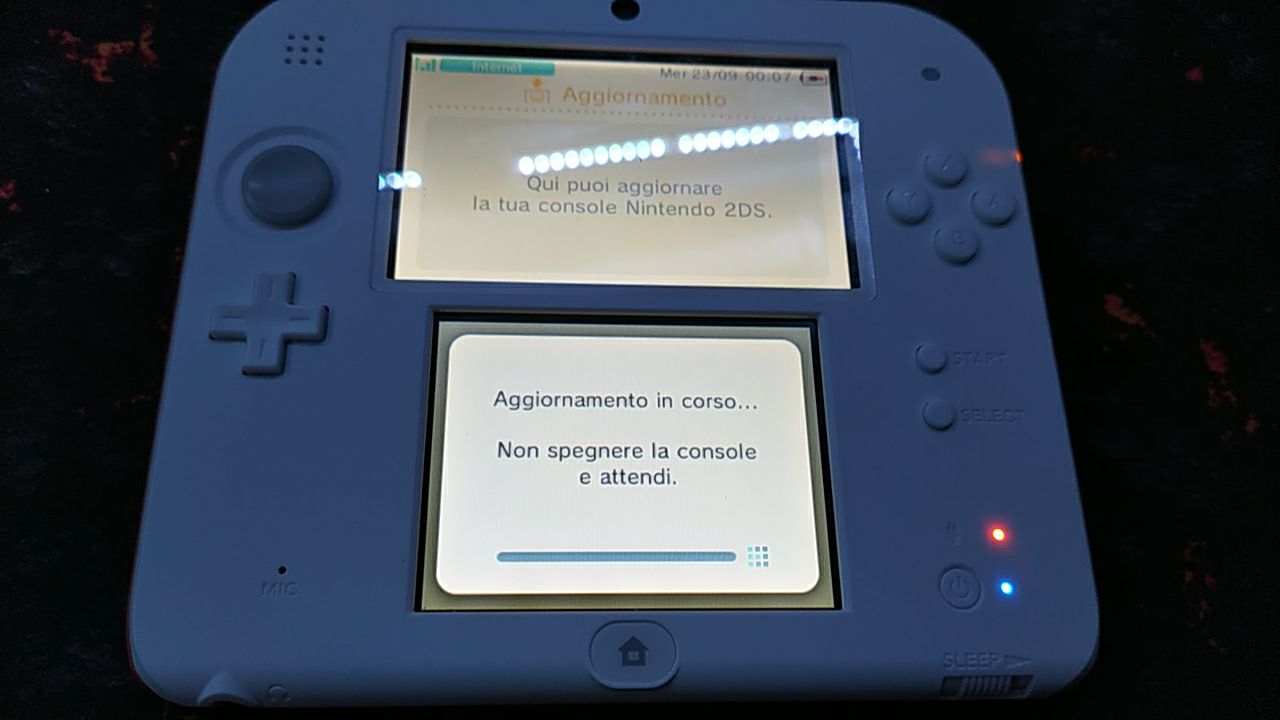 Internet
Mer 23/09 00:07
Aggiornamento
Qui puoi aggiornare
la tua console Nintendo 2DS.
X
Y
A
B
Aggiornamento in corso...
Non spegnere la console
e attendi.
START
SELECT
MIC
SLEEP